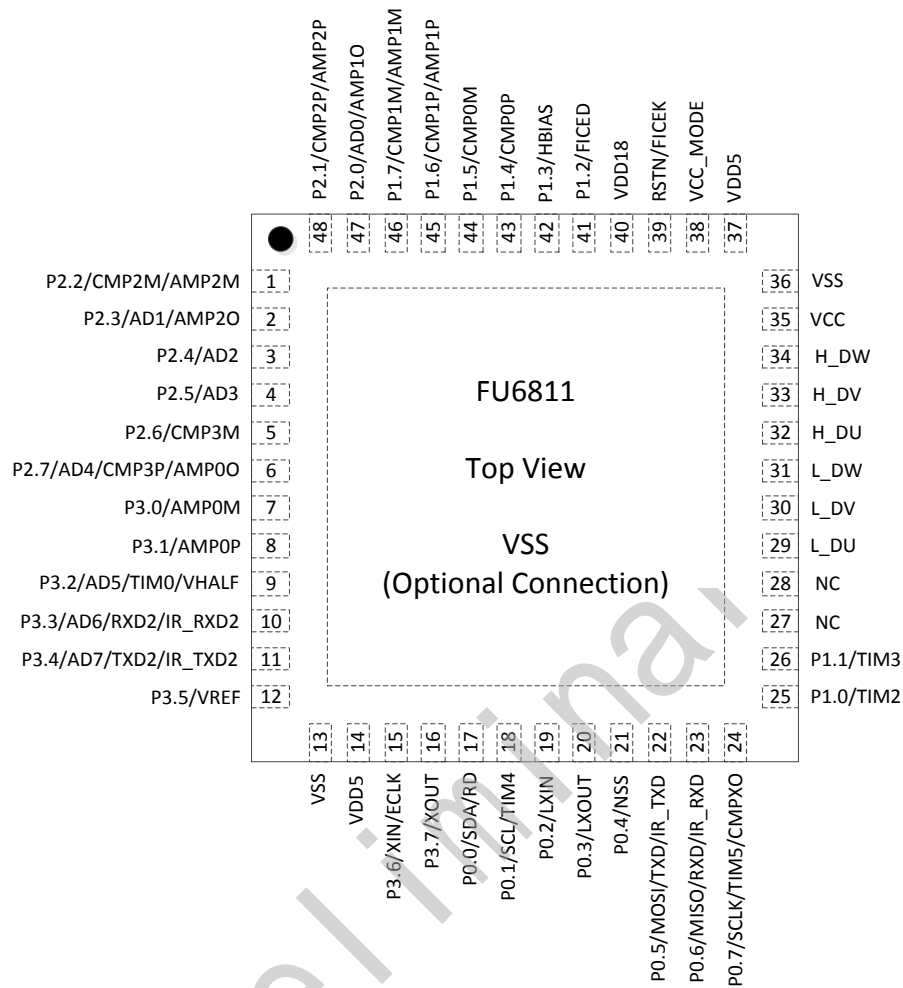 P2.1/CMP2P/AMP2P
P2.0/AD0/AMP1O
P1.7/CMP1M/AMP1M
P1.6/CMP1P/AMP1P
P1.5/CMP0M
P1.4/CMP0P
P1.3/HBIAS
P1.2/FICED
VDD18
RSTN/FICEK
VCC_MODE
VDD5
48 47 46 45 44 43 42 41 40 39 38 37
P2.2/CMP2M/AMP2M 1
P2.3/AD1/AMP2O 2
P2.4/AD2 3
P2.5/AD3 4
P2.6/CMP3M 5
P2.7/AD4/CMP3P/AMP0O 6
P3.0/AMP0M 7
P3.1/AMP0P 8
P3.2/AD5/TIM0/VHALF 9
P3.3/AD6/RXD2/IR_RXD2 10
P3.4/AD7/TXD2/IR_TXD2 11
P3.5/VREF 12
FU6811
Top View
VSS
(Optional Connection)
36 VSS
35 VCC
34 H_DW
33 H_DV
32 H_DU
31 L_DW
30 L_DV
29 L_DU
28 NC
27 NC
26 P1.1/TIM3
25 P1.0/TIM2
13 14 15 16 17 18 19 20 21 22 23 24
VSS
VDD5
P3.6/XIN/ECLK
P3.7/XOUT
P0.0/SDA/RD
P0.1/SCL/TIM4
P0.2/LXIN
P0.3/LXOUT
P0.4/NSS
P0.5/MOSI/TXD/IR_TXD
P0.6/MISO/RXD/IR_RXD
P0.7/SCLK/TIM5/CMPXO
eliminar